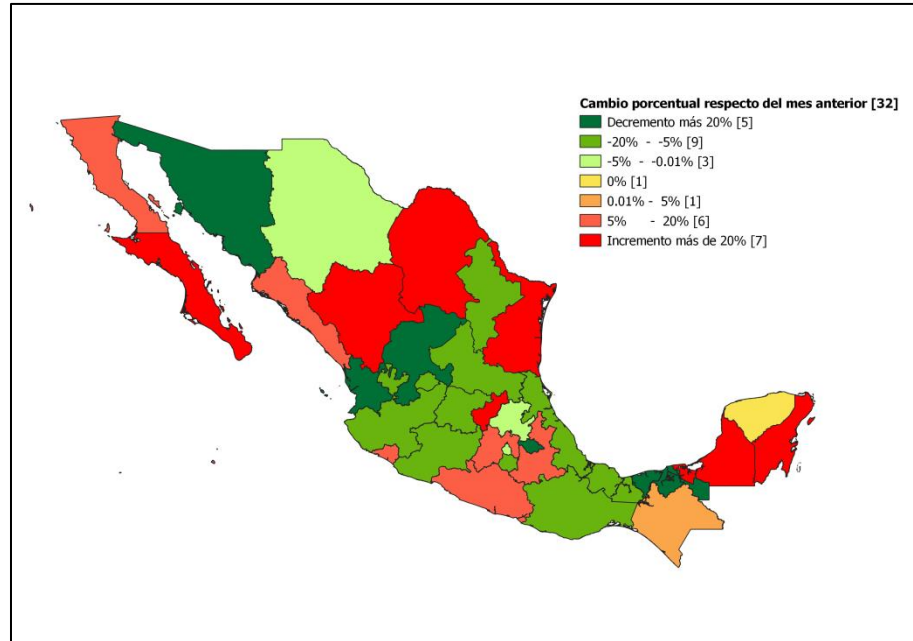 Cambio porcentual respecto del mes anterior [32]
Decremento más 20% [5]
-20% - -5% [9]
-5% - -0.01% [3]
0% [1]
0.01% - 5% [1]
5% - 20% [6]
Incremento más de 20% [7]